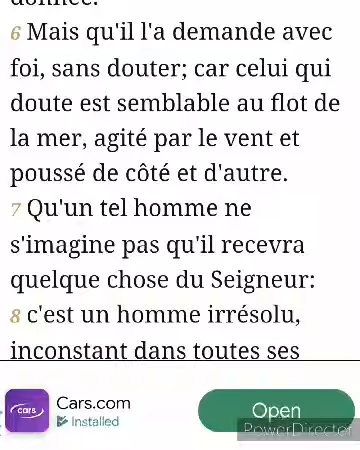 donnée.
6 Mais qu'il l'a demande avec
foi, sans douter; car celui qui
doute est semblable au flot de
la mer, agité par le vent et
poussé de côté et d'autre.
7 Qu'un tel homme ne
s'imagine pas qu'il recevra
quelque chose du Seigneur:
8 c'est un homme irrésolu,
inconstant dans toutes ses
cars
Cars.com
Installed
Open
PowerDirector